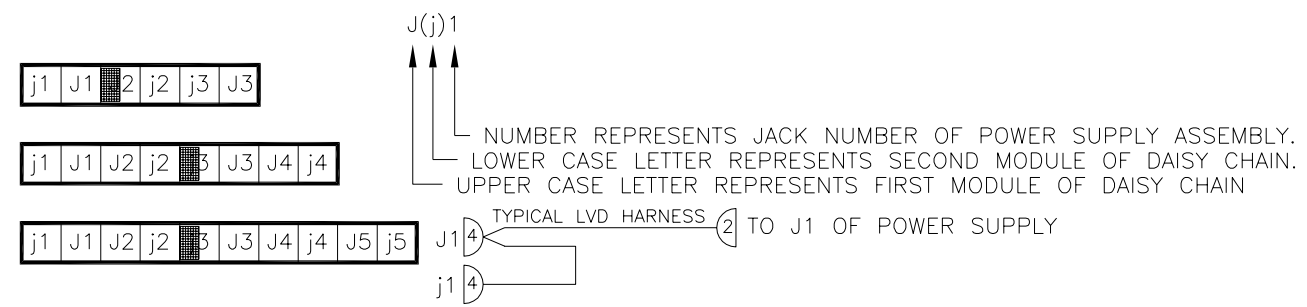 J(j)1
j1 J1 2 j2 j3 J3
NUMBER REPRESENTS JACK NUMBER OF POWER SUPPLY ASSEMBLY.
j1 J1 J2 j2 3 J3 J4 j4
LOWER CASE LETTER REPRESENTS SECOND MODULE OF DAISY CHAIN.
UPPER CASE LETTER REPRESENTS FIRST MODULE OF DAISY CHAIN
j1 J1 J2 j2 3 J3 J4 j4 J5 j5
J1 4 TYPICAL LVD HARNESS 2 TO J1 OF POWER SUPPLY
j1 4